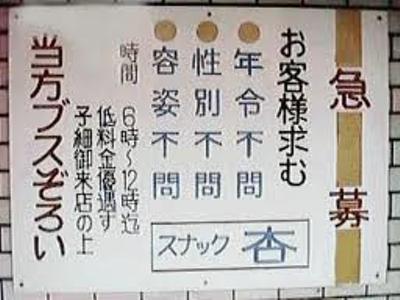 急募
お客様求む
●年令不問
●性別不問
●容姿不問
時間 6時~12時迄
低料金優遇す
子細御来店の上
当方ブスぞろい
スナック 杏